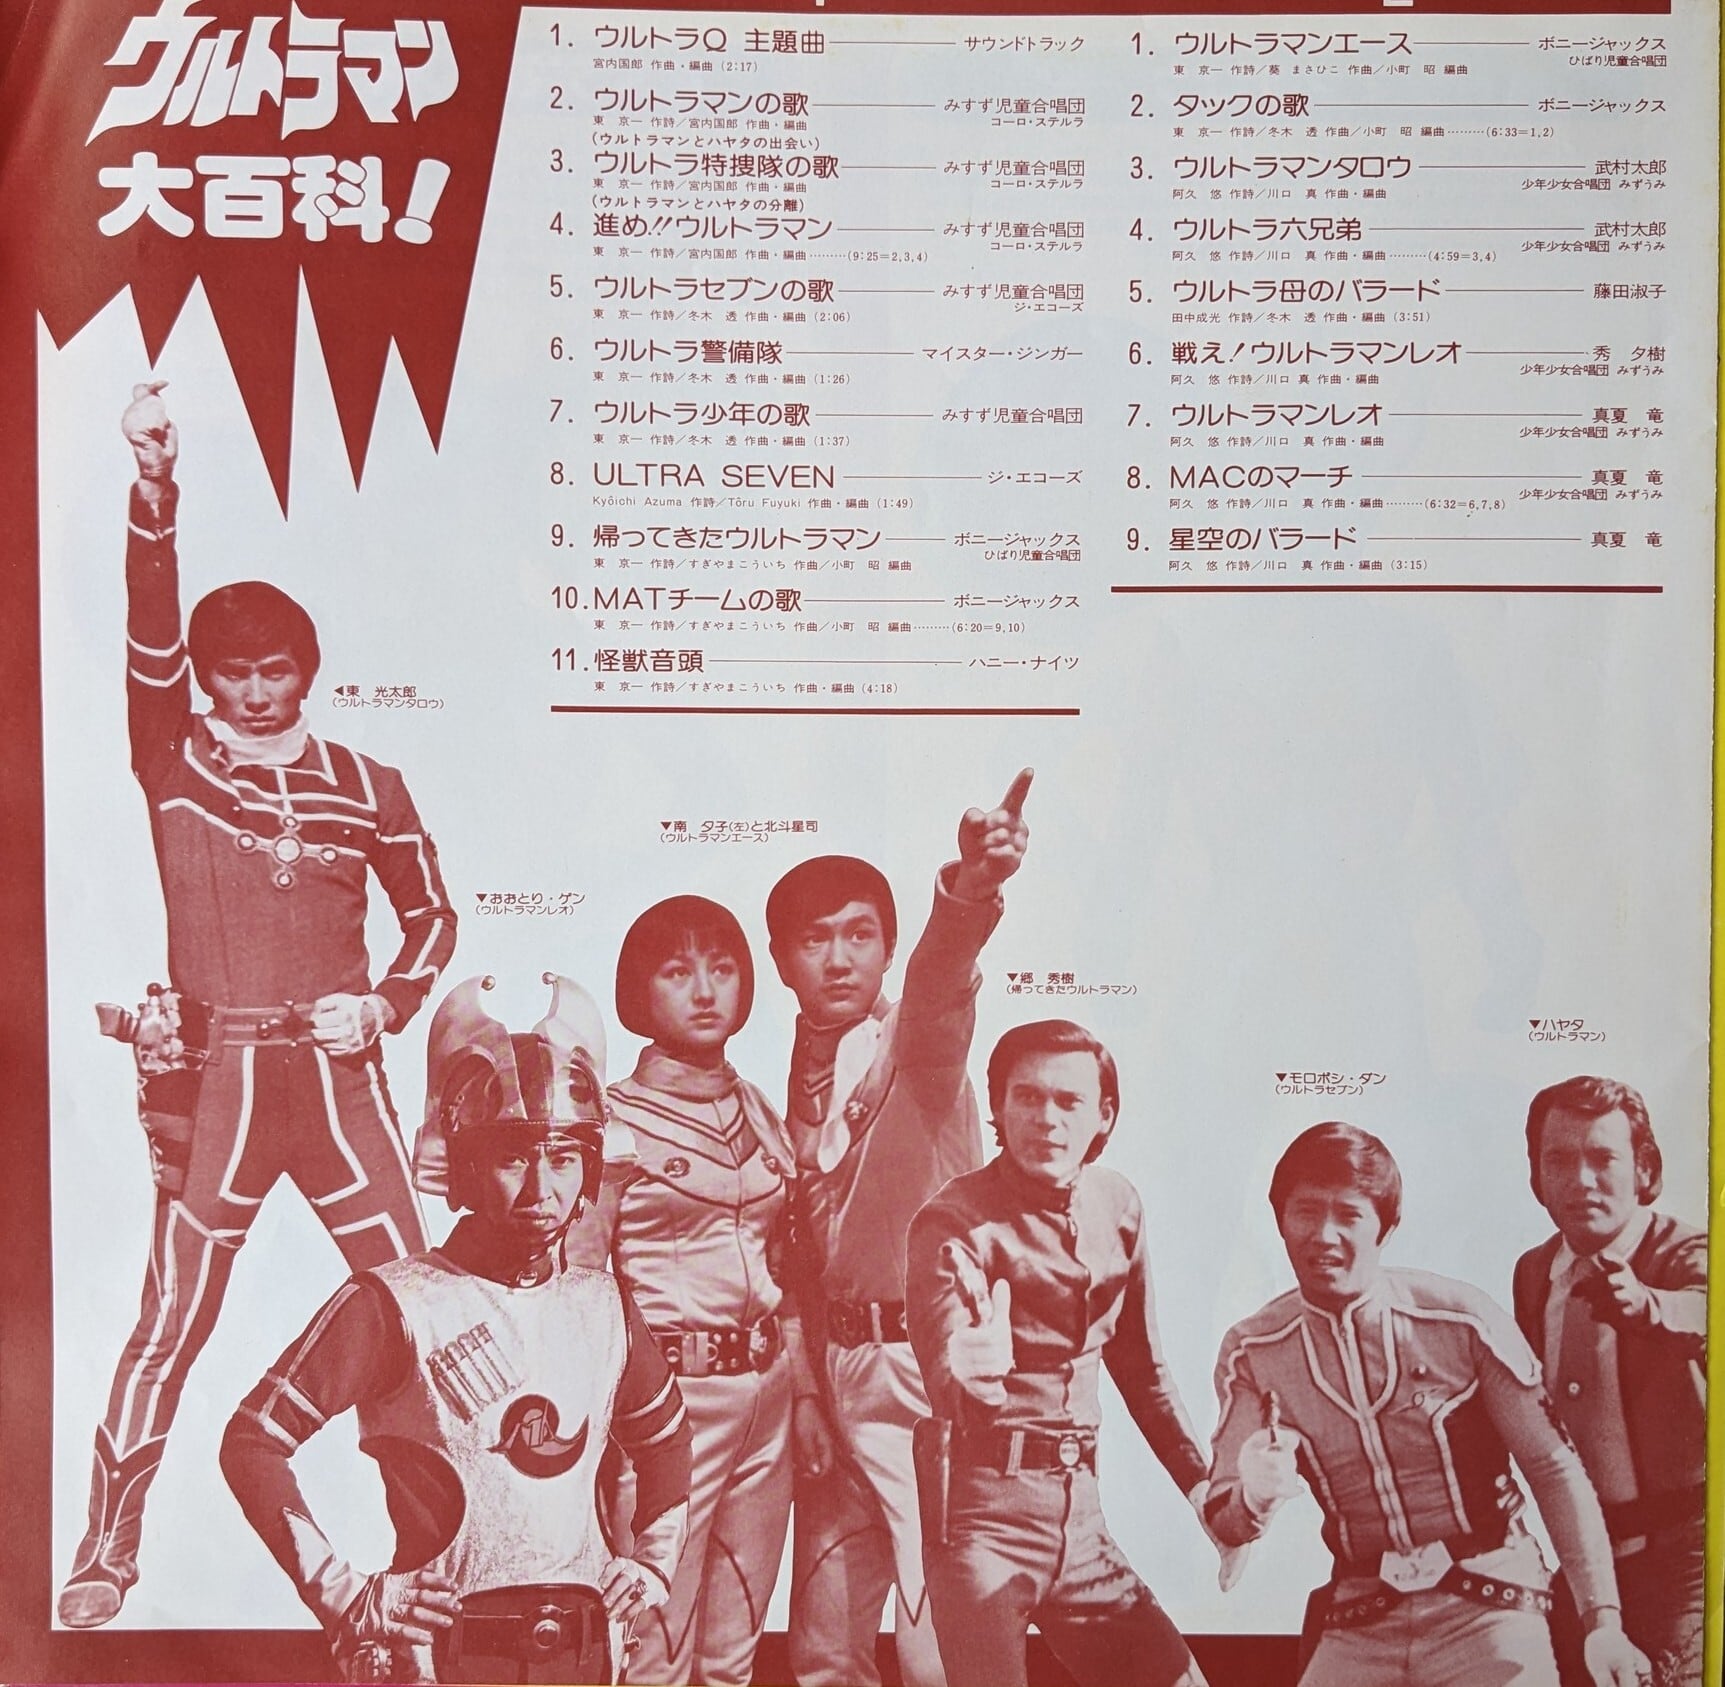 ウルトラマン
大百科!
1. ウルトラQ 主題曲 サウンドトラック
宮内国郎 作曲・編曲 (2:17)
2. ウルトラマンの歌 みすず児童合唱団
東 京一 作詩/宮内国郎 作曲・編曲 コーロ・ステルラ
(ウルトラマンとハヤタの出会い)
3. ウルトラ特捜隊の歌 みすず児童合唱団
東 京一 作詩/宮内国郎 作曲・編曲 コーロ・ステルラ
(ウルトラマンとハヤタの分離)
4. 進め!!ウルトラマン みすず児童合唱団
コーロ・ステルラ
東 京一 作詩/宮内国郎 作曲・編曲………(9:25=2,3,4)
5. ウルトラセブンの歌 みすず児童合唱団
ジ・エコーズ
東 京一 作詩/冬木 透 作曲・編曲 (2:06)
6. ウルトラ警備隊 マイスター・ジンガー
東 京一 作詩/冬木 透 作曲・編曲 (1:26)
7. ウルトラ少年の歌 みすず児童合唱団
東 京一 作詩/冬木 透 作曲・編曲 (1:37)
8. ULTRA SEVEN ジ・エコーズ
Kyôichi Azuma 作詩/Tôru Fuyuki 作曲・編曲 (1:49)
9. 帰ってきたウルトラマン ボニージャックス
ひばり児童合唱団
東 京一 作詩/すぎやまこういち 作曲/小町 昭 編曲
10. MATチームの歌 ボニージャックス
東 京一 作詩/すぎやまこういち 作曲/小町 昭 編曲………(6:20=9,10)
11. 怪獣音頭 ハニー・ナイツ
東 京一 作詩/すぎやまこういち 作曲・編曲 (4:18)
1. ウルトラマンエース ボニージャックス
ひばり児童合唱団
東 京一 作詩/葵 まさひこ 作曲/小町 昭 編曲
2. タックの歌 ボニージャックス
東 京一 作詩/冬木 透 作曲/小町 昭 編曲………(6:33=1,2)
3. ウルトラマンタロウ 武村太郎
少年少女合唱団 みずうみ
阿久 悠 作詩/川口 真 作曲・編曲
4. ウルトラ六兄弟 武村太郎
少年少女合唱団 みずうみ
阿久 悠 作詩/川口 真 作曲・編曲………(4:59=3,4)
5. ウルトラ母のバラード 藤田淑子
田中成光 作詩/冬木 透 作曲・編曲 (3:51)
6. 戦え!ウルトラマンレオ 秀 夕樹
少年少女合唱団 みずうみ
阿久 悠 作詩/川口 真 作曲・編曲
7. ウルトラマンレオ 真夏 竜
少年少女合唱団 みずうみ
阿久 悠 作詩/川口 真 作曲・編曲
8. MACのマーチ 真夏 竜
少年少女合唱団 みずうみ
阿久 悠 作詩/川口 真 作曲・編曲………(6:32=6,7,8)
9. 星空のバラード 真夏 竜
阿久 悠 作詩/川口 真 作曲・編曲 (3:15)
◀東 光太郎
(ウルトラマンタロウ)
▼南 夕子(左)と北斗星司
(ウルトラマンエース)
▼おおとり・ゲン
(ウルトラマンレオ)
▼郷 秀樹
(帰ってきたウルトラマン)
▼モロボシ・ダン
(ウルトラセブン)
▼ハヤタ
(ウルトラマン)